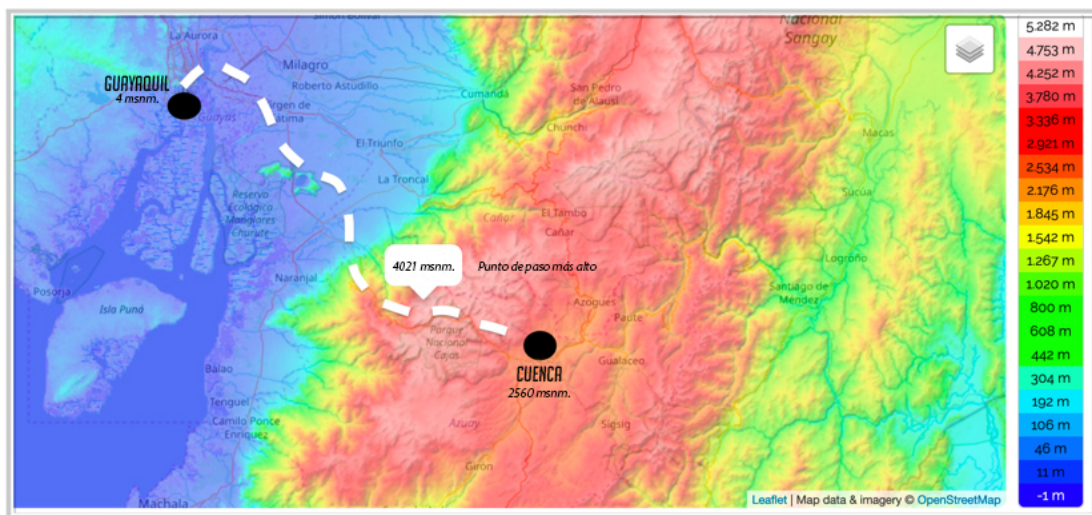 La Aurora
GUAYAQUIL
4 msnm.
Guayas
Milagro
Roberto Astudillo
El Triunfo
La Troncal
Reserva
Ecológica
Manglares
Churute
Naranjal
Posorja
Isla Puná
Balao
Tenguel
Camilo Ponce
Enriquez
Machala
Cumandá
San Pedro
de Alausí
Chunchi
Cañar
El Tambo
Cañar
4021 msnm.
Punto de paso más alto
Parque
Nacional
Cajas
Azogues
Paute
Gualaceo
CUENCA
2560 msnm.
Azuay
Sigsig
Girón
Nacional
Sangay
Macas
Sucúa
Logroño
Santiago de
Méndez
5.282 m
4.753 m
4.252 m
3.780 m
3.336 m
2.921 m
2.534 m
2.176 m
1.845 m
1.542 m
1.267 m
1.020 m
800 m
608 m
442 m
304 m
192 m
106 m
46 m
11 m
-1 m
Leaflet | Map data & imagery © OpenStreetMap